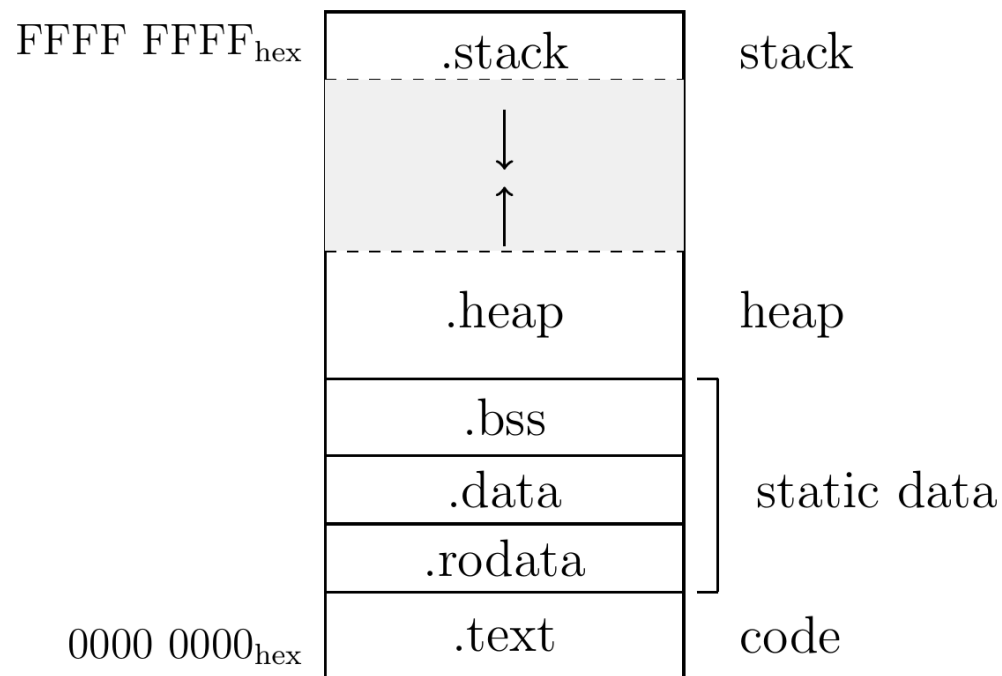 FFFF FFFFhex .stack stack
.heap heap
.bss
.data static data
.rodata
0000 0000hex .text code